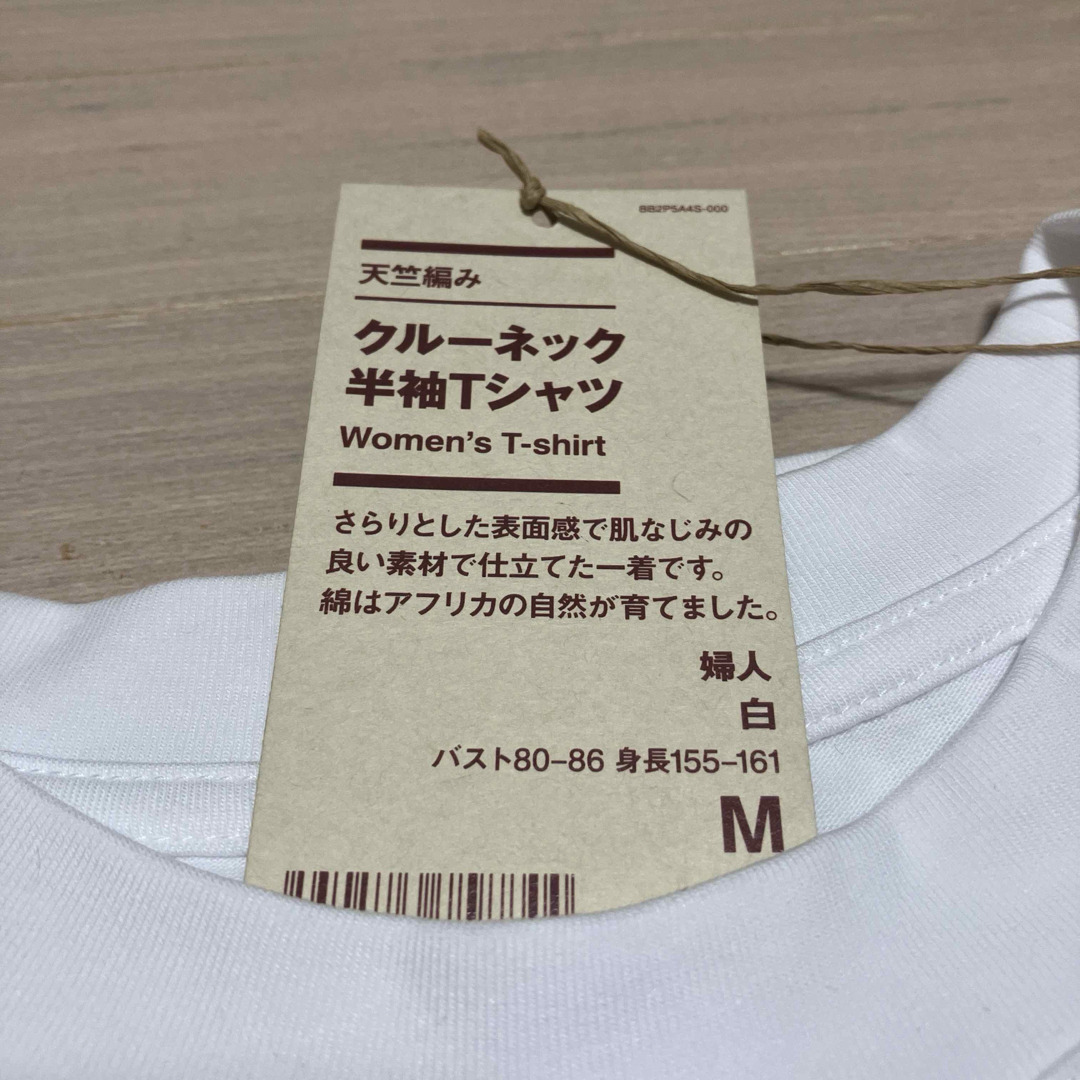 BB2P5A4S-000
天竺編み
クルーネック
半袖Tシャツ
Women's T-shirt
さらりとした表面感で肌なじみの
良い素材で仕立てた一着です。
綿はアフリカの自然が育てました。
婦人
白
バスト80–86 身長155–161
M